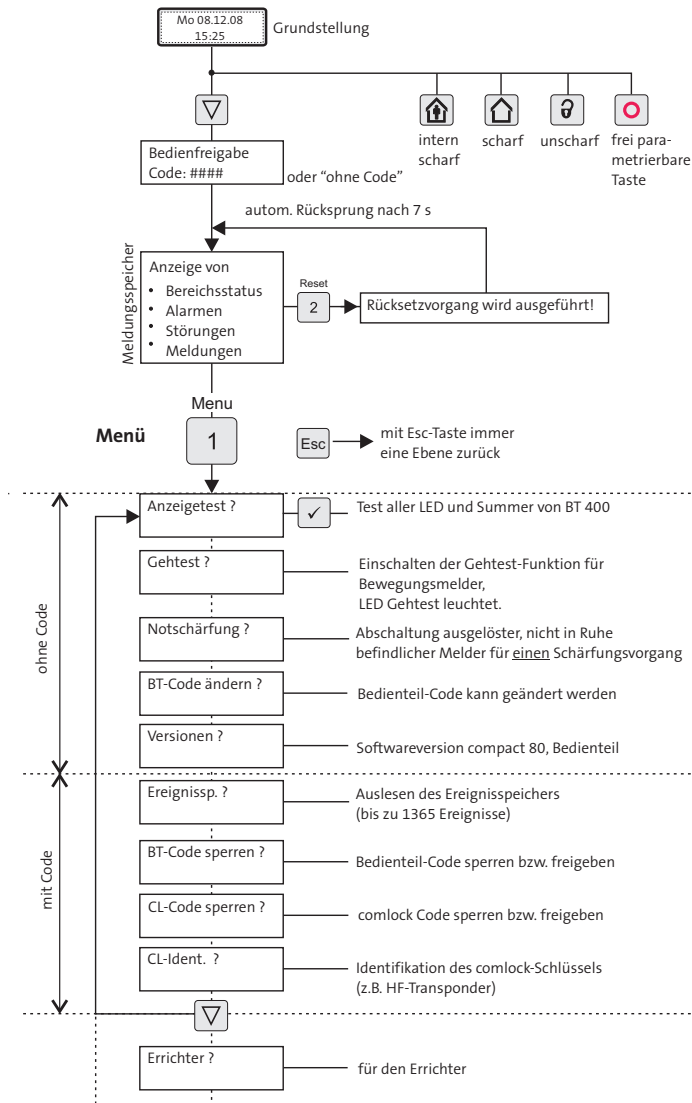 Mo 08.12.08
15:25
Grundstellung
intern
scharf
scharf
unscharf
frei para-
metrierbare
Taste
Bedienfreigabe
Code: ####
oder “ohne Code”
autom. Rücksprung nach 7 s
Meldungsspeicher
Anzeige von
• Bereichsstatus
• Alarmen
• Störungen
• Meldungen
Reset
2
Rücksetzvorgang wird ausgeführt!
Menu
Menü
1
Esc
mit Esc-Taste immer
eine Ebene zurück
ohne Code
Anzeigetest ?
Test aller LED und Summer von BT 400
Gehtest ?
Einschalten der Gehtest-Funktion für
Bewegungsmelder,
LED Gehtest leuchtet.
Notschärfung ?
Abschaltung ausgelöster, nicht in Ruhe
befindlicher Melder für einen Schärfungsvorgang
BT-Code ändern ?
Bedienteil-Code kann geändert werden
Versionen ?
Softwareversion compact 80, Bedienteil
mit Code
Ereignissp. ?
Auslesen des Ereignisspeichers
(bis zu 1365 Ereignisse)
BT-Code sperren ?
Bedienteil-Code sperren bzw. freigeben
CL-Code sperren ?
comlock Code sperren bzw. freigeben
CL-Ident. ?
Identifikation des comlock-Schlüssels
(z.B. HF-Transponder)
Errichter ?
für den Errichter